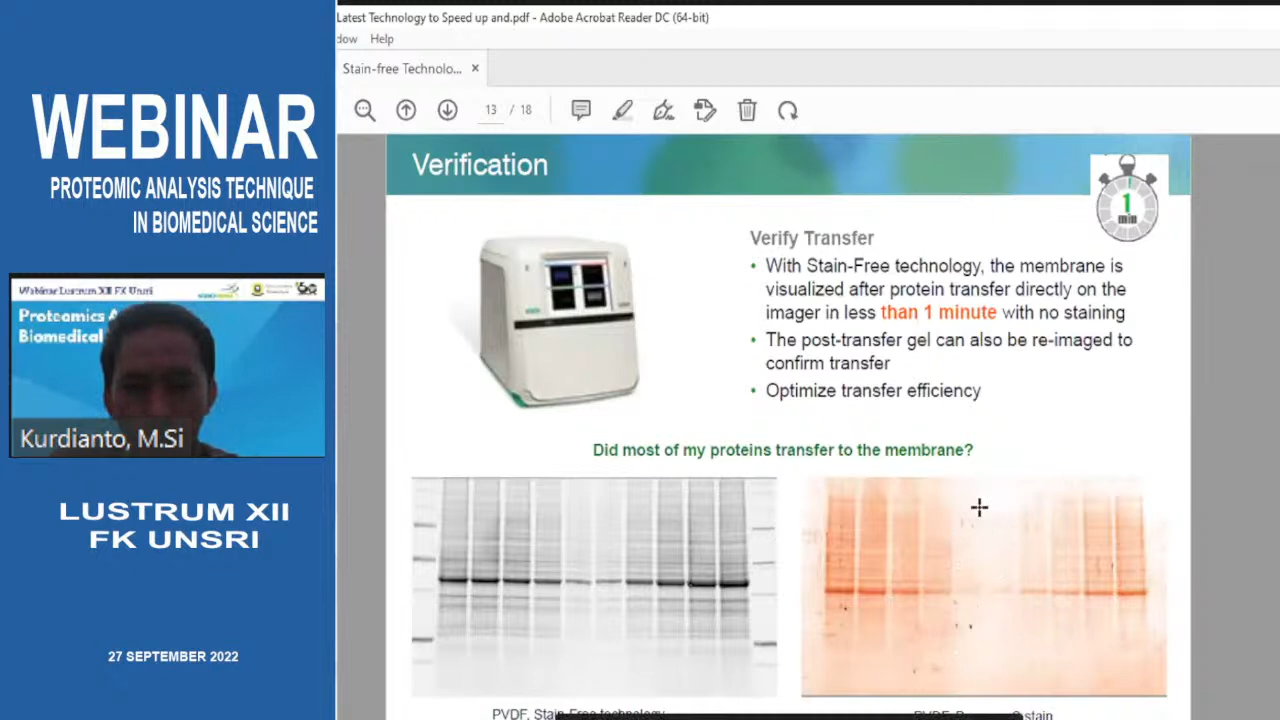 Latest Technology to Speed up and.pdf - Adobe Acrobat Reader DC (64-bit)
dow Help
Stain-free Technolo... ×
13 / 18
WEBINAR
PROTEOMIC ANALYSIS TECHNIQUE
IN BIOMEDICAL SCIENCE
Webinar Lustrum XII FK Unsri
Proteomics A
Biomedical
Kurdianto, M.Si
LUSTRUM XII
FK UNSRI
27 SEPTEMBER 2022
Verification
1
min
Verify Transfer
• With Stain-Free technology, the membrane is
visualized after protein transfer directly on the
imager in less than 1 minute with no staining
• The post-transfer gel can also be re-imaged to
confirm transfer
• Optimize transfer efficiency
Did most of my proteins transfer to the membrane?
PVDF, Stain-Free technology